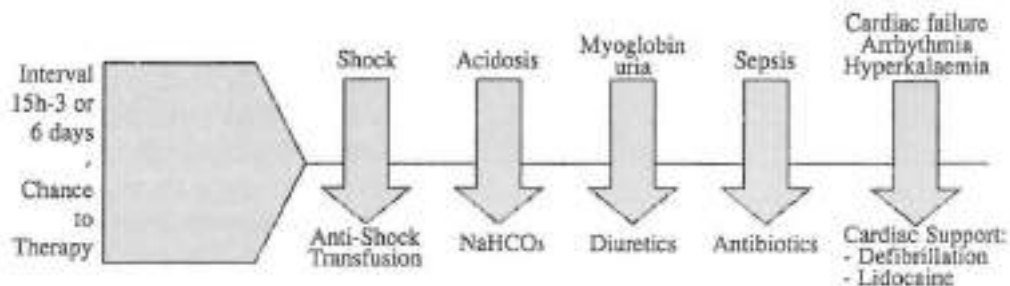 Interval
15h-3 or
6 days
,
Chance
to
Therapy
Shock
Anti-Shock
Transfusion
Acidosis
NaHCOs
Myoglobin
uria
Diuretics
Sepsis
Antibiotics
Cardiac failure
Arrhythmia
Hyperkalaemia
Cardiac Support:
- Defibrillation
- Lidocaine